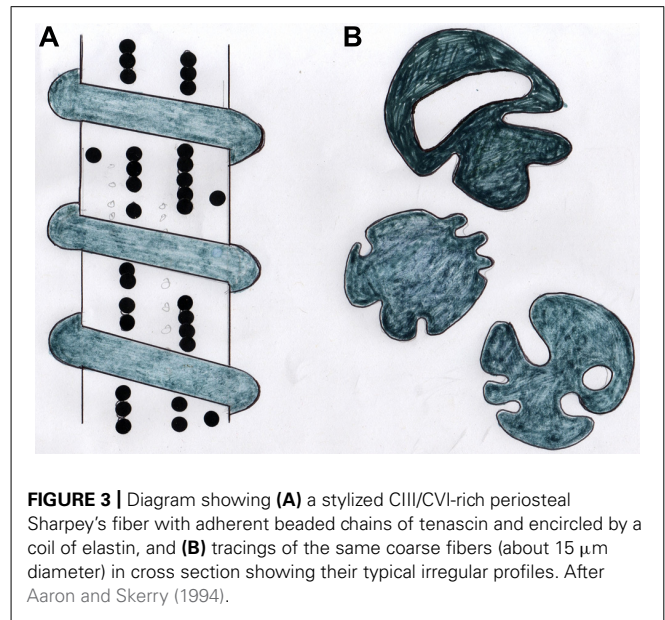 A
B
FIGURE 3 | Diagram showing (A) a stylized CIII/CVI-rich periosteal
Sharpey's fiber with adherent beaded chains of tenascin and encircled by a
coil of elastin, and (B) tracings of the same coarse fibers (about 15 μm
diameter) in cross section showing their typical irregular profiles. After
Aaron and Skerry (1994).